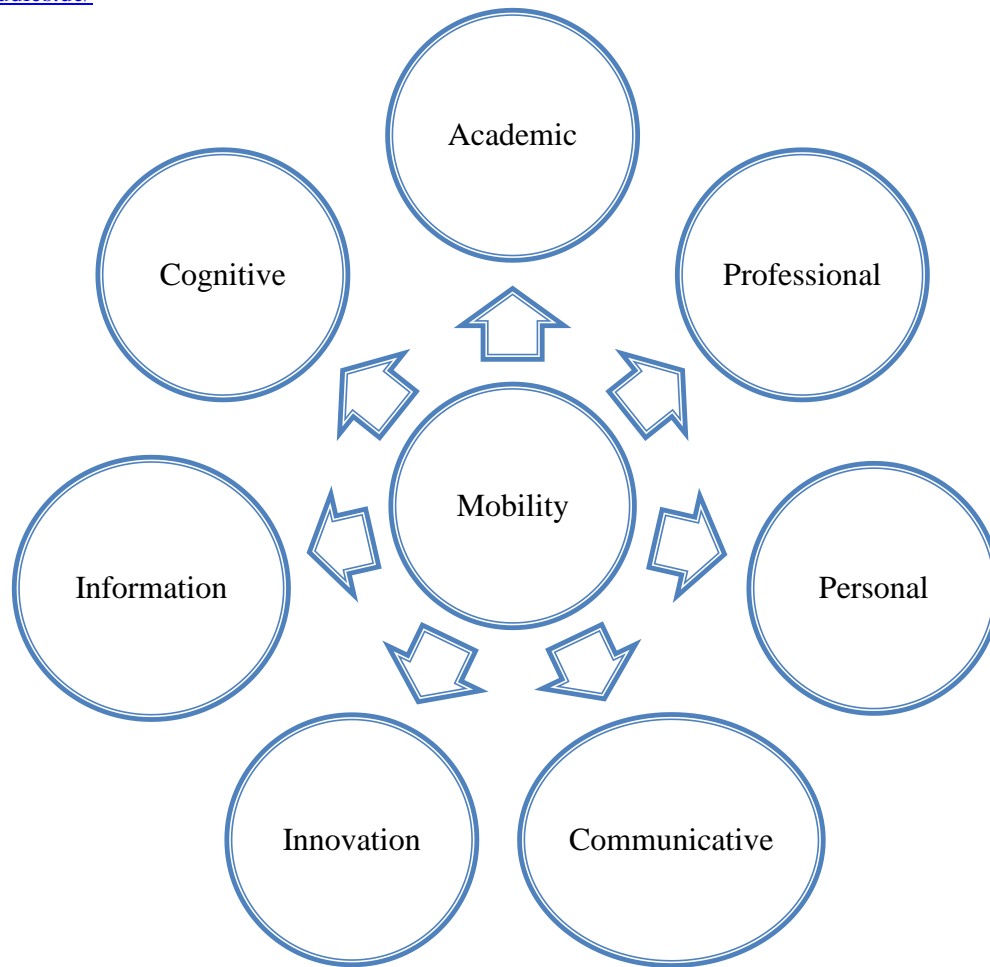 Academic
Cognitive
Professional
Mobility
Information
Personal
Innovation
Communicative